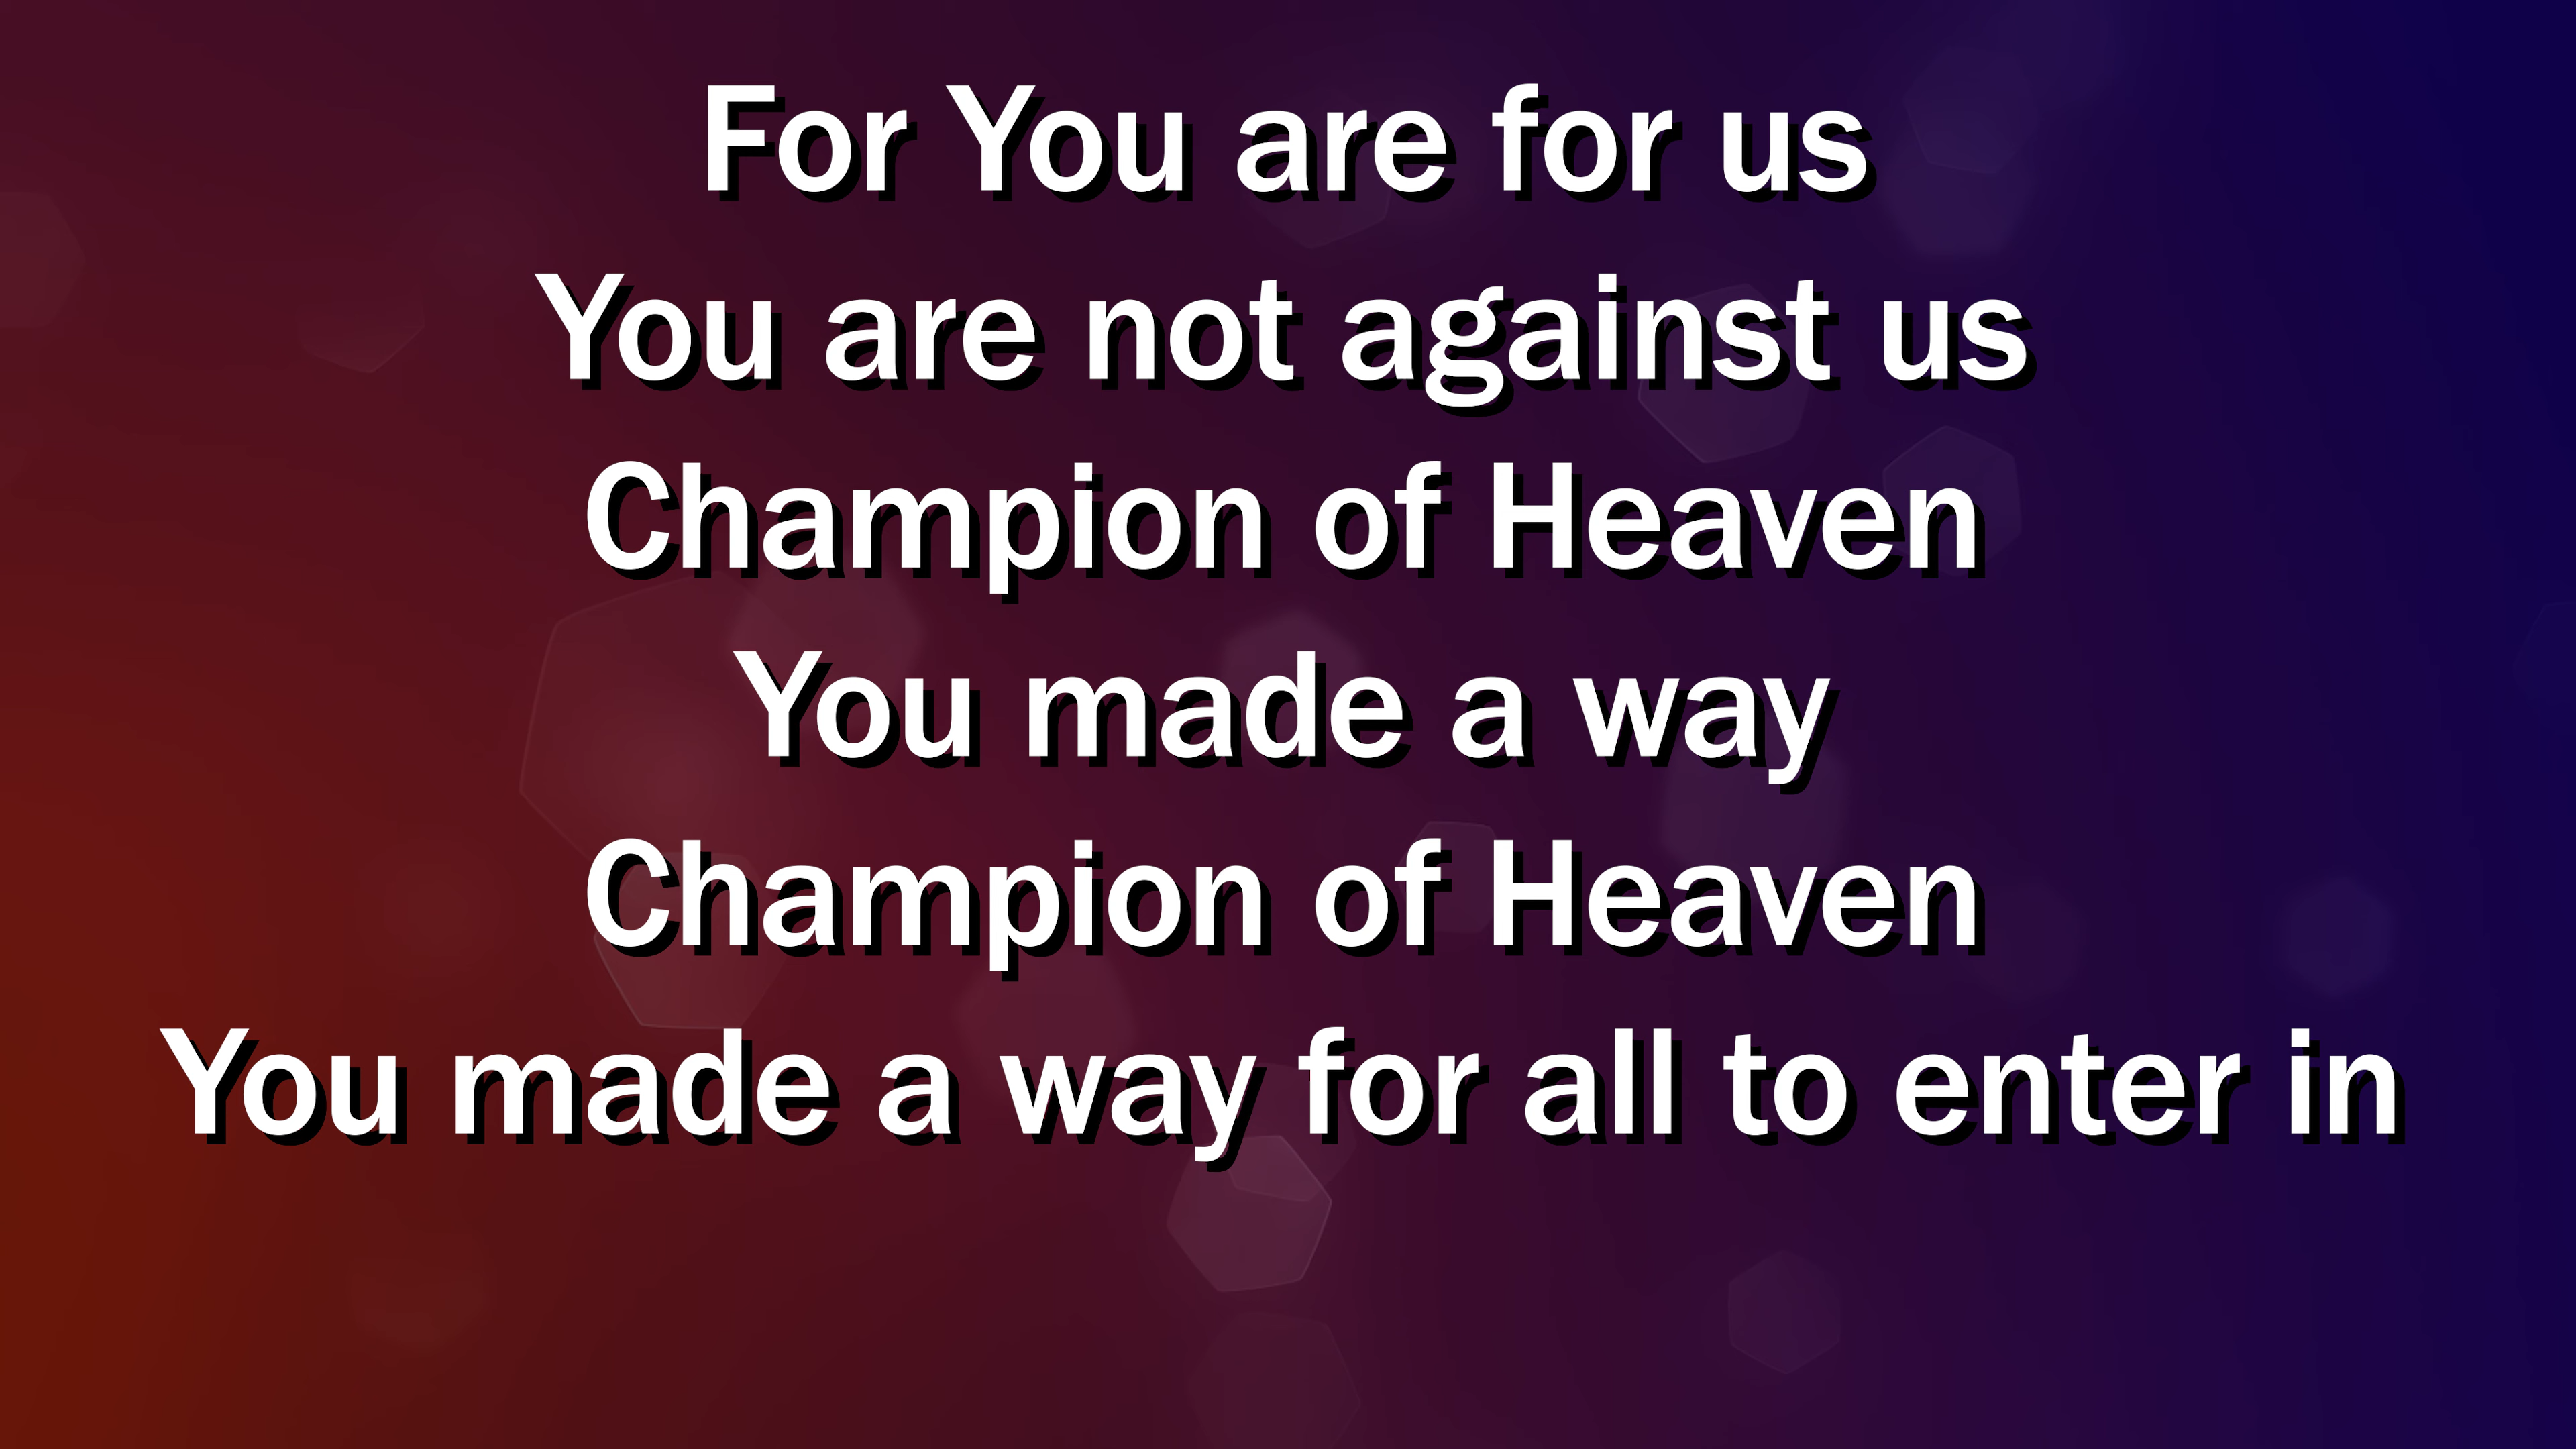 For You are for us
You are not against us
Champion of Heaven
You made a way
Champion of Heaven
You made a way for all to enter in